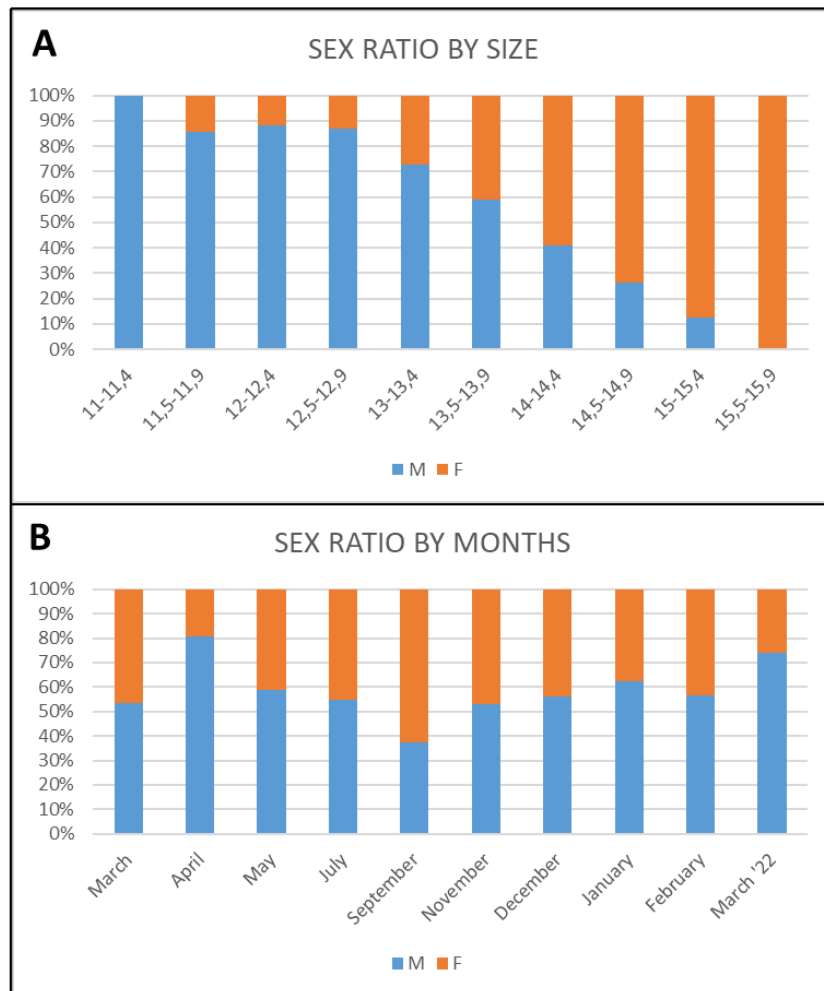 A
SEX RATIO BY SIZE
100%
90%
80%
70%
60%
50%
40%
30%
20%
10%
0%
11-11,4
11,5-11,9
12-12,4
12,5-12,9
13-13,4
13,5-13,9
14-14,4
14,5-14,9
15-15,4
15,5-15,9
M F
B
SEX RATIO BY MONTHS
100%
90%
80%
70%
60%
50%
40%
30%
20%
10%
0%
March
April
May
July
September
November
December
January
February
March '22
M F